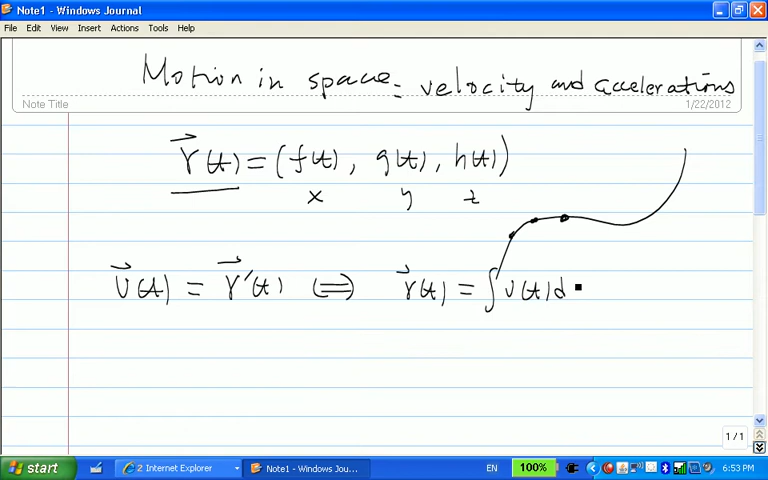 Note1 - Windows Journal
File Edit View Insert Actions Tools Help
Motion in space: velocity and accelerations
Note Title
1/22/2012
r⃗(t) = (f(t), g(t), h(t))
x y z
v⃗(t) = r⃗'(t) ⟺ r⃗(t) = ∫v(t)d
1/1
start 2 Internet Explorer Note1 - Windows Jou... EN 100% 6:53 PM